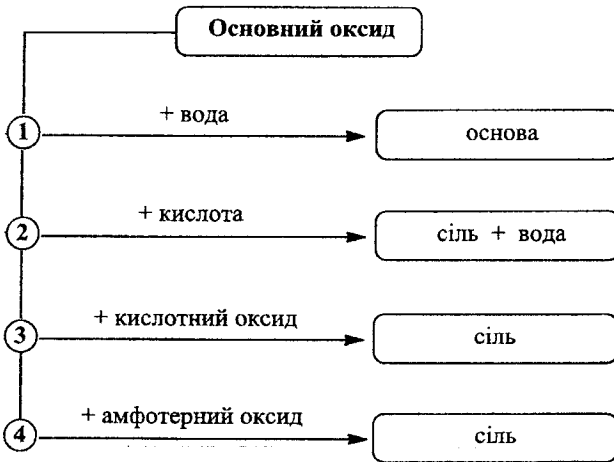 Основний оксид
1
+ вода
основа
2
+ кислота
сіль + вода
3
+ кислотний оксид
сіль
4
+ амфотерний оксид
сіль